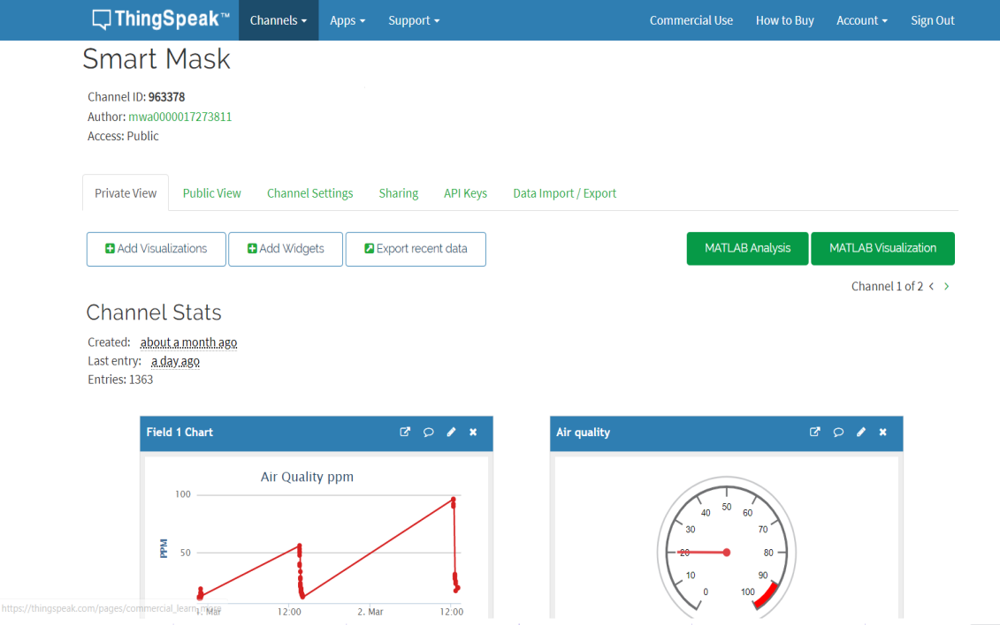 ThingSpeak™ Channels Apps Support Commercial Use How to Buy Account Sign Out
Smart Mask
Channel ID: 963378
Author: mwa0000017273811
Access: Public
Private View Public View Channel Settings Sharing API Keys Data Import / Export
Add Visualizations Add Widgets Export recent data MATLAB Analysis MATLAB Visualization
Channel 1 of 2 < >
Channel Stats
Created: about a month ago
Last entry: a day ago
Entries: 1363
Field 1 Chart
Air Quality ppm
PPM
100
50
1. Mar 12:00 2. Mar 12:00
Air quality
0 10 20 30 40 50 60 70 80 90 100
https://thingspeak.com/pages/commercial_learn_more